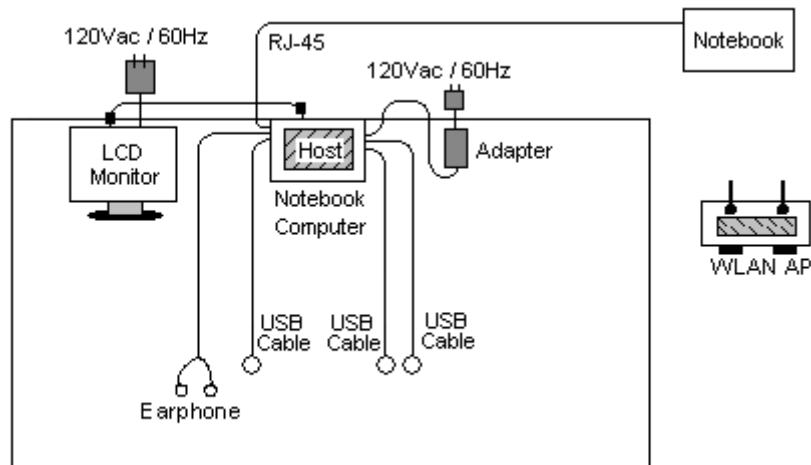 120Vac / 60Hz
RJ-45
Notebook
120Vac / 60Hz
LCD
Monitor
Host
Adapter
Notebook
Computer
WLAN AP
USB
Cable
USB
Cable
USB
Cable
Earphone